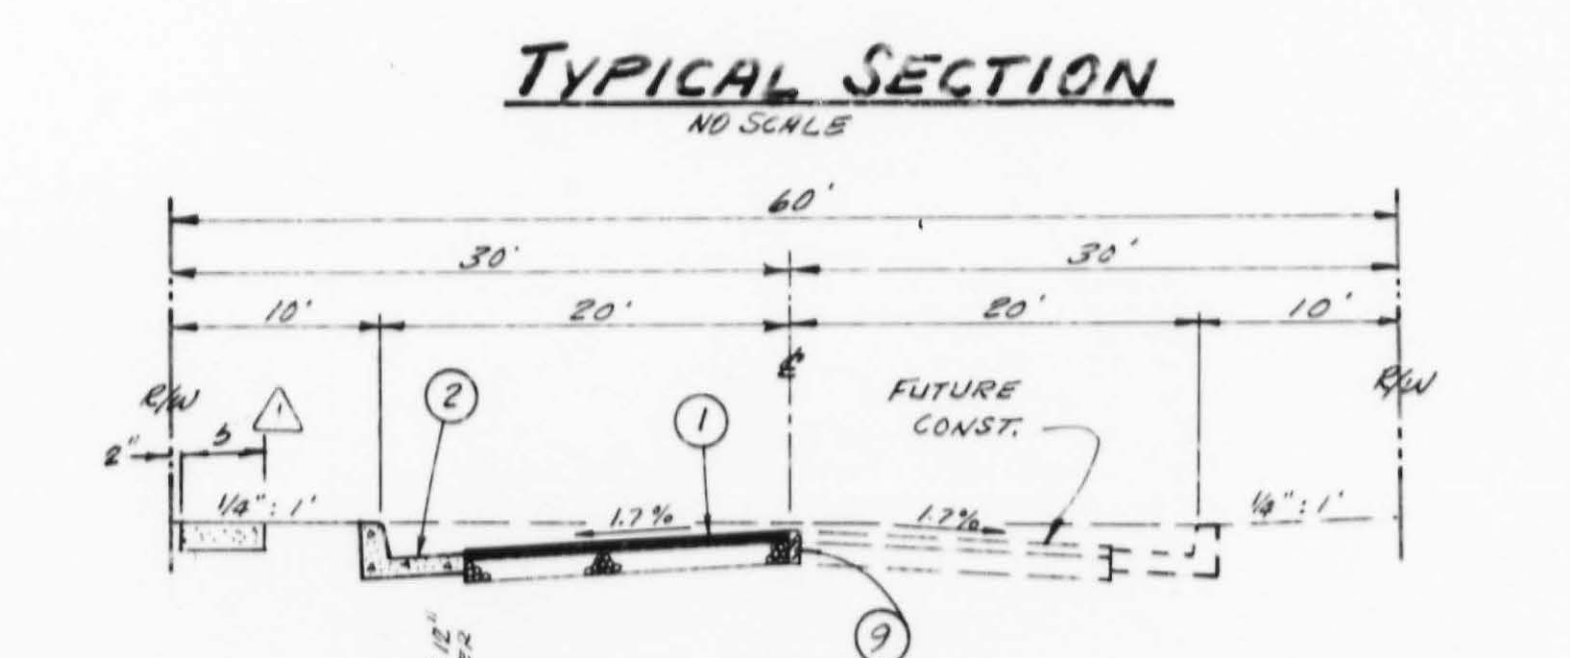 TYPICAL SECTION
NO SCALE
60'
30' 30'
10' 20' 20' 10'
℄
R/W R/W
FUTURE
CONST.
1
2
1
2" 5
1/4" : 1' 1.7% 1.7% 1/4" : 1'
9
12"